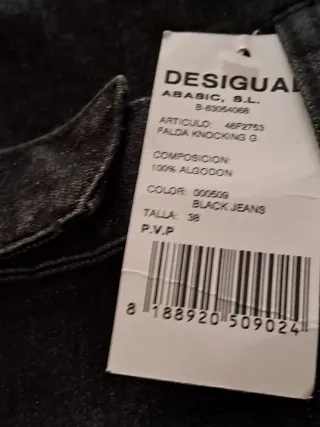 DESIGUAL
ABASIC, S.L.
B-63054068
ARTICULO: 46F2753
FALDA KNOCKING G
COMPOSICION:
100% ALGODON
COLOR: 000509
BLACK JEANS
TALLA: 38
P.V.P
8 188920 509024